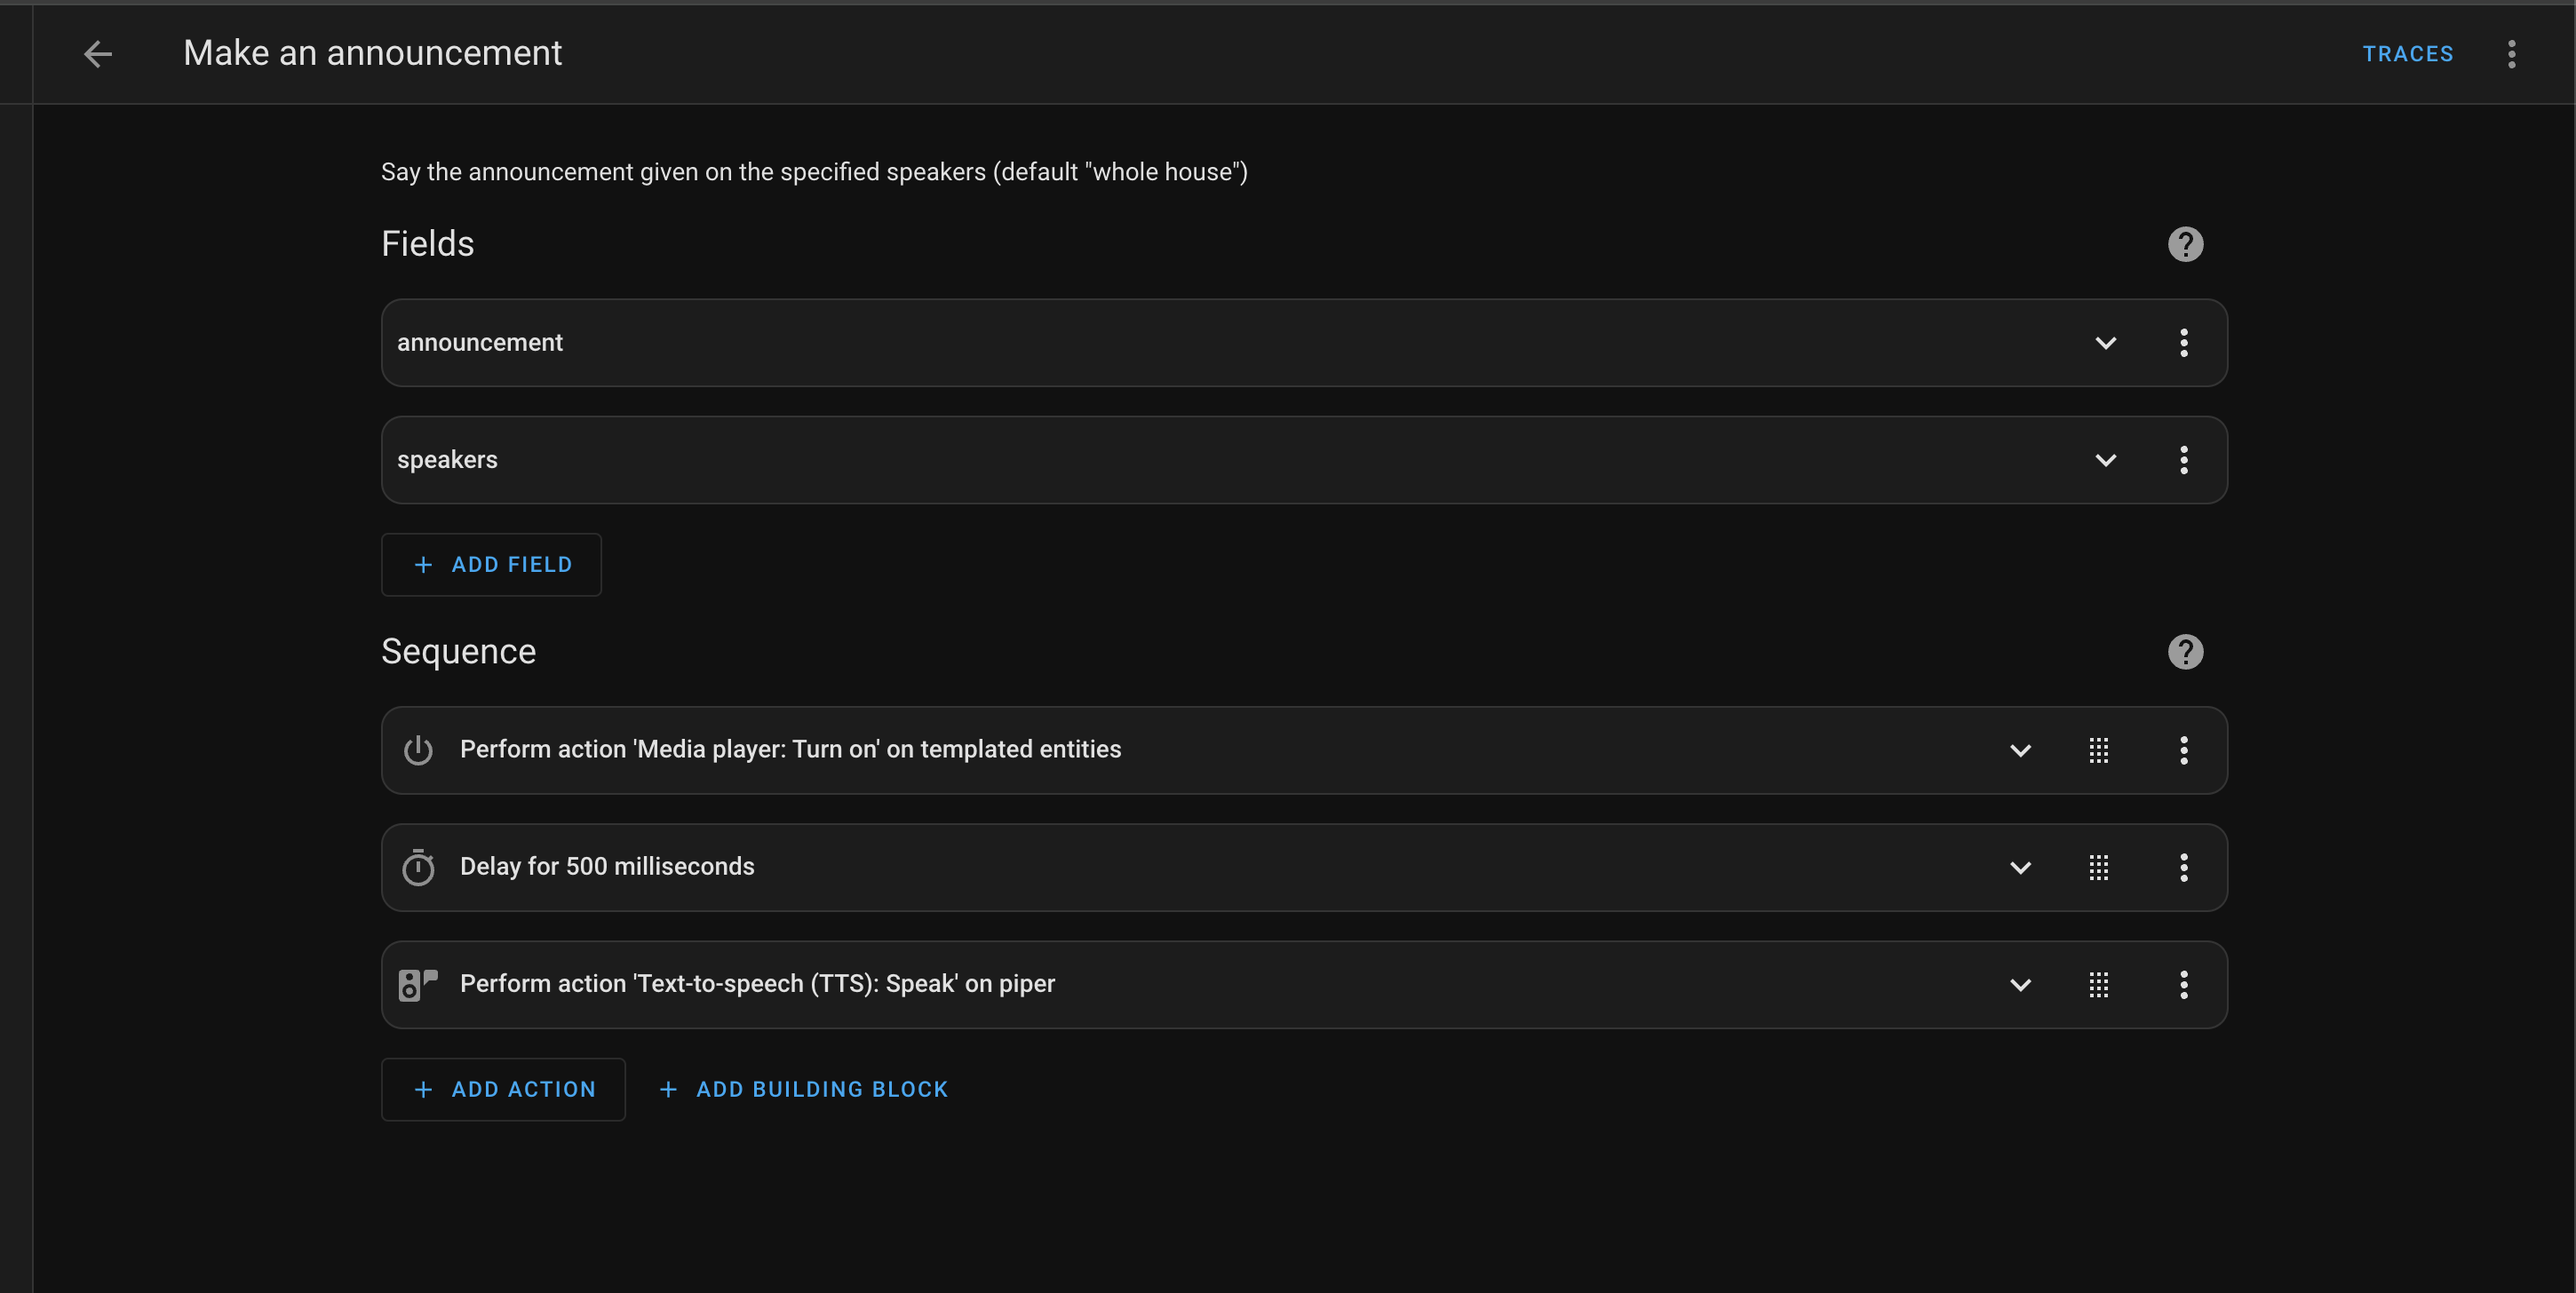 Make an announcement
TRACES
Say the announcement given on the specified speakers (default "whole house")
Fields
announcement
speakers
+ ADD FIELD
Sequence
Perform action 'Media player: Turn on' on templated entities
Delay for 500 milliseconds
Perform action 'Text-to-speech (TTS): Speak' on piper
+ ADD ACTION + ADD BUILDING BLOCK